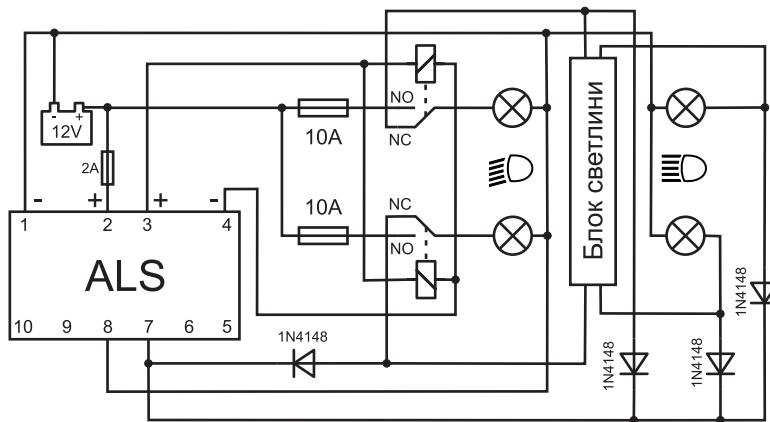 - +
12V
2A
- + + -
1 2 3 4
ALS
10 9 8 7 6 5
NO
10A
NC
10A
NC
NO
1N4148
Блок светлини
1N4148
1N4148
1N4148